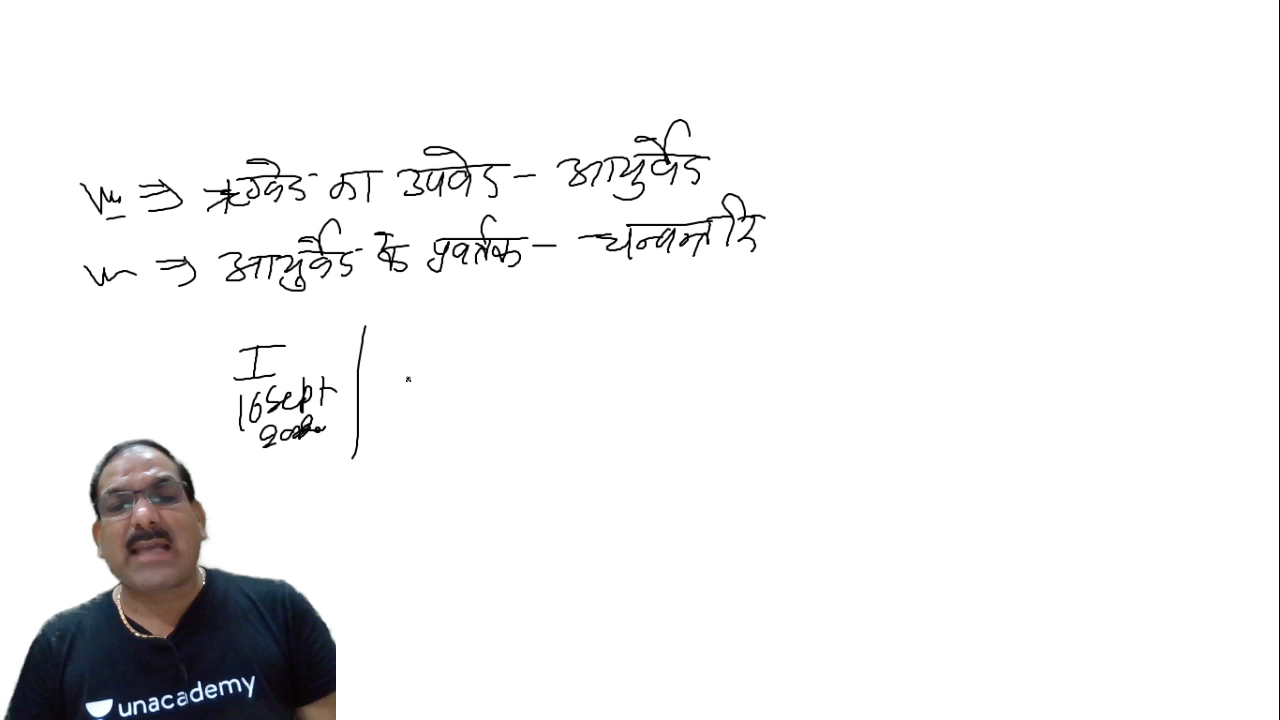 ⇒ ऋग्वेद का उपवेद - आयुर्वेद
⇒ आयुर्वेद के प्रवर्तक - धन्वन्तरि
I
16 Sept
unacademy